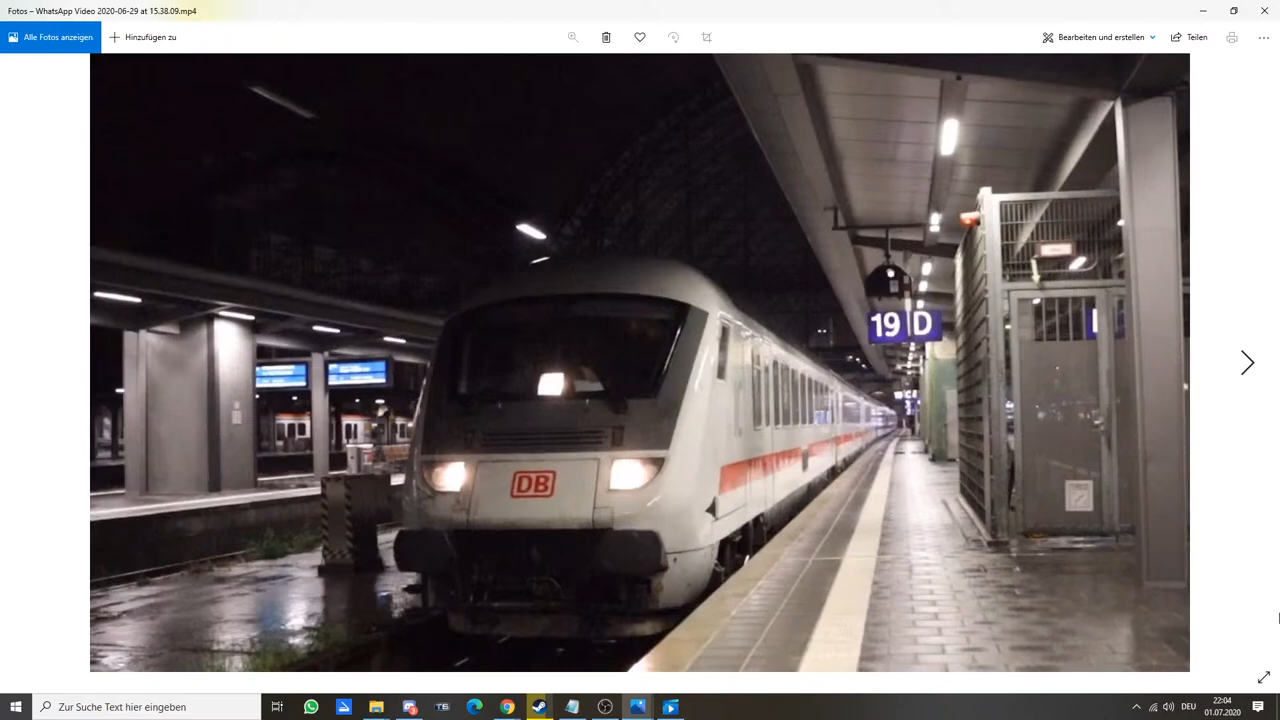 Fotos – WhatsApp Video 2020-06-29 at 15.38.09.mp4
Alle Fotos anzeigen
Hinzufügen zu
Bearbeiten und erstellen
Teilen
19 D
DB
Zur Suche Text hier eingeben
DEU
22:04
01.07.2020